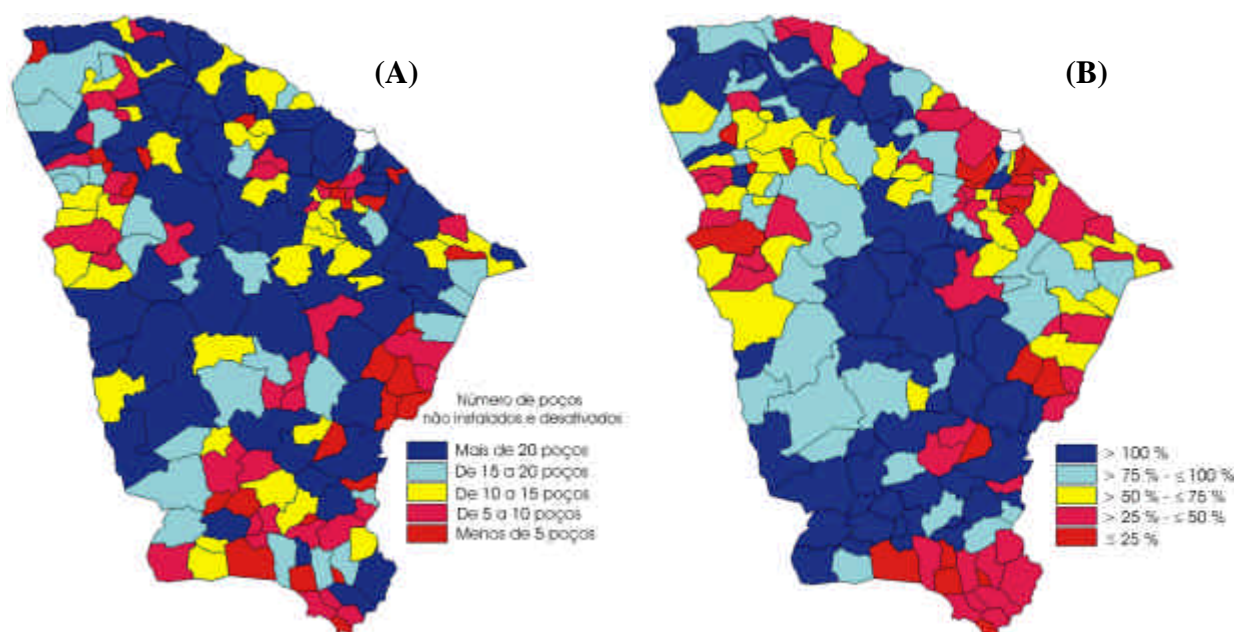 (A)
(B)
Número de poços
não instalados e desativados
Mais de 20 poços
De 15 a 20 poços
De 10 a 15 poços
De 5 a 10 poços
Menos de 5 poços
> 100 %
> 75 % - ≤ 100 %
> 50 % - ≤ 75 %
> 25 % - ≤ 50 %
≤ 25 %